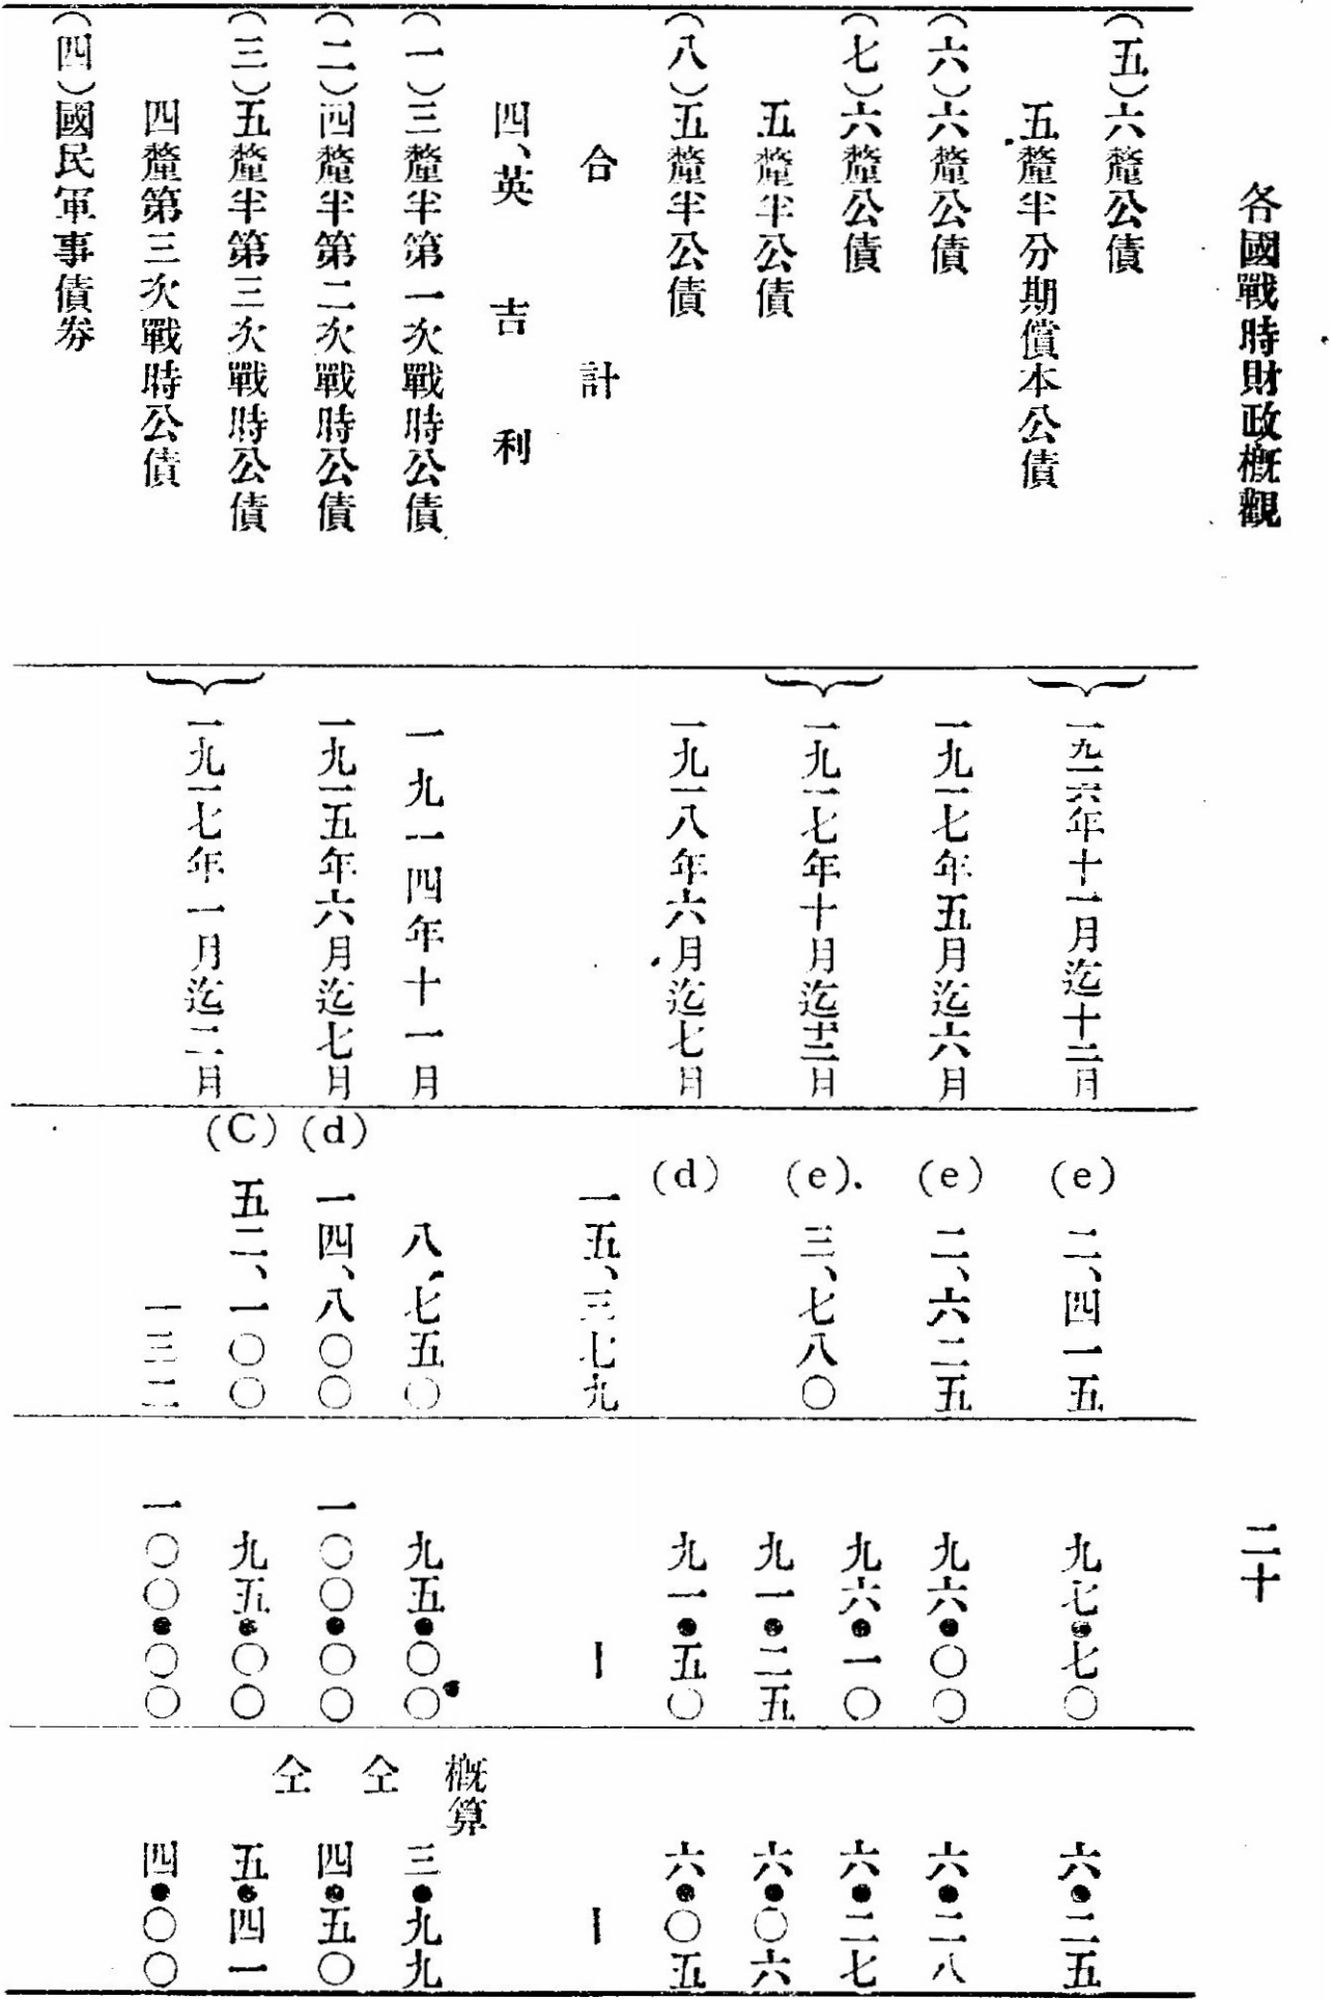 各國戰時財政概觀
二十
(五)六釐公債
五釐半分期償本公債
一九一六年十一月迄十二月
(e) 二、四一五
九七•七〇
六•二五
(六)六釐公債
一九一七年五月迄六月
(e) 二、六二五
九六•〇〇
六•二八
(七)六釐公債
九六•一〇
六•二七
五釐半公債
一九一七年十月迄十二月
(e) 三、七八〇
九一•二五
六•〇六
(八)五釐半公債
一九一八年六月迄七月
(d)
九一•五〇
六•〇五
合計
一五、三七九
—
—
四、英吉利
概算
(一)三釐半第一次戰時公債
一九一四年十一月
八、七五〇
九五•〇〇
三•九九
(二)四釐半第二次戰時公債
一九一五年六月迄七月
(d) 一四、八〇〇
一〇〇•〇〇
仝 四•五〇
(三)五釐半第三次戰時公債
(C) 五二、一〇〇
九五•〇〇
仝 五•四一
四釐第三次戰時公債
一九一七年一月迄二月
一三二
一〇〇•〇〇
四•〇〇
(四)國民軍事債券